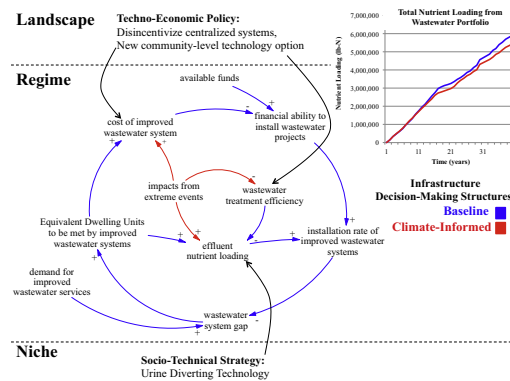 Landscape
Techno-Economic Policy:
Disincentivize centralized systems,
New community-level technology option
Regime
available funds
+
+
-
cost of improved
wastewater system
financial ability to
install wastewater
projects
+
+
-
impacts from
extreme events
wastewater
treatment efficiency
Equivalent Dwelling Units
to be met by improved
wastewater systems
+
+
+
effluent
nutrient loading
-
+
+
installation rate of
improved wastewater
systems
demand for
improved
wastewater services
wastewater
system gap
-
+
Niche
Socio-Technical Strategy:
Urine Diverting Technology
Total Nutrient Loading from
Wastewater Portfolio
Nutrient Loading (lb-N)
7,000,000
6,000,000
5,000,000
4,000,000
3,000,000
2,000,000
1,000,000
0
1
11
21
31
Time (years)
Infrastructure
Decision-Making Structures
Baseline
Climate-Informed